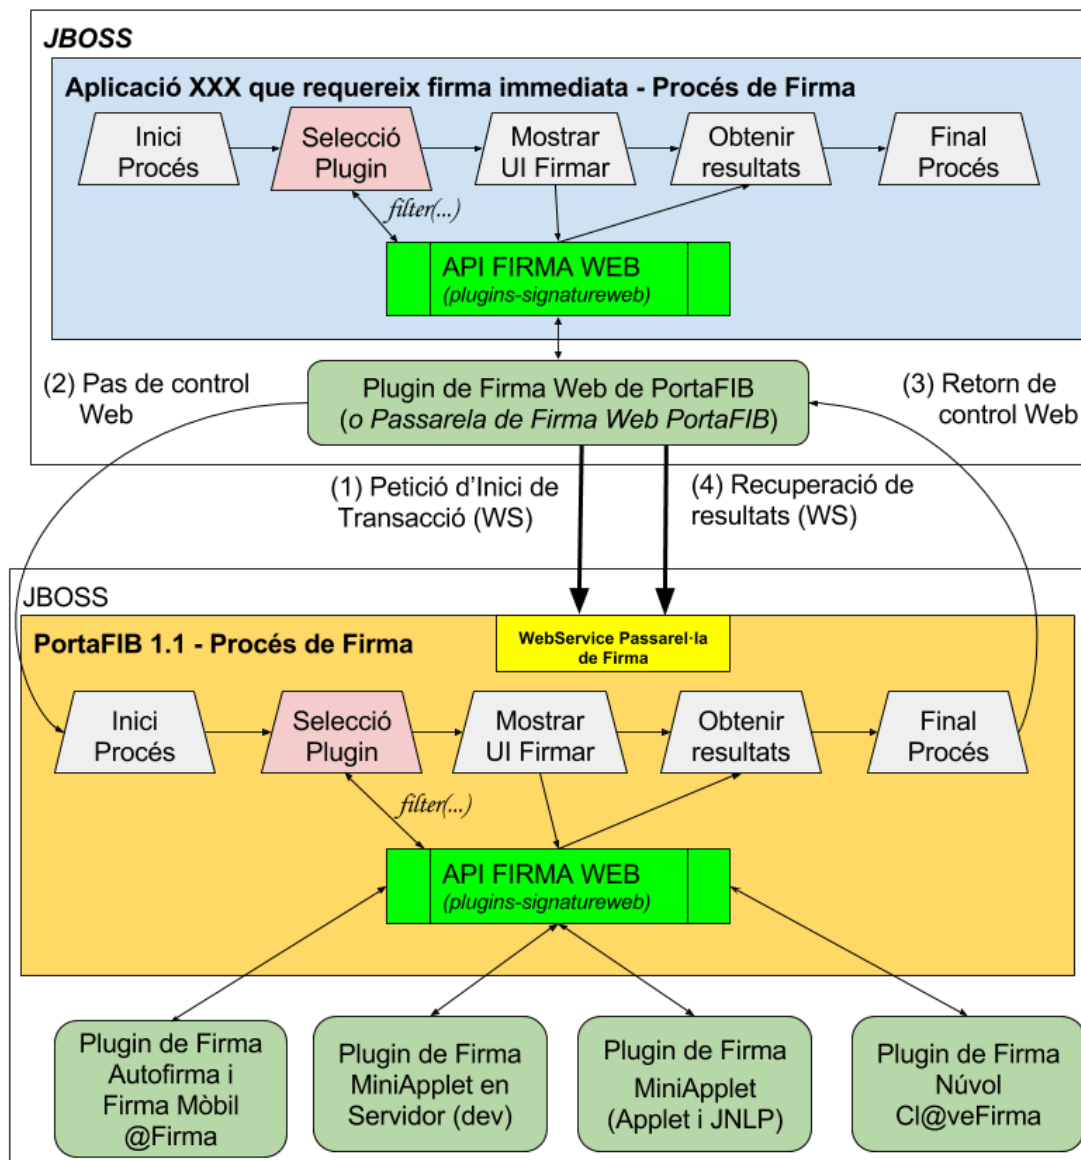 JBOSS
Aplicació XXX que requereix firma immediata - Procés de Firma
Inici
Procés
Selecció
Plugin
Mostrar
UI Firmar
Obtenir
resultats
Final
Procés
filter(...)
API FIRMA WEB
(plugins-signatureweb)
(2) Pas de control
Web
Plugin de Firma Web de PortaFIB
(o Passarela de Firma Web PortaFIB)
(3) Retorn de
control Web
(1) Petició d’Inici de
Transacció (WS)
(4) Recuperació de
resultats (WS)
JBOSS
PortaFIB 1.1 - Procés de Firma
WebService Passarel·la
de Firma
Inici
Procés
Selecció
Plugin
Mostrar
UI Firmar
Obtenir
resultats
Final
Procés
filter(...)
API FIRMA WEB
(plugins-signatureweb)
Plugin de Firma
Autofirma i
Firma Mòbil
@Firma
Plugin de Firma
MiniApplet en
Servidor (dev)
Plugin de Firma
MiniApplet
(Applet i JNLP)
Plugin de Firma
Núvol
Cl@veFirma